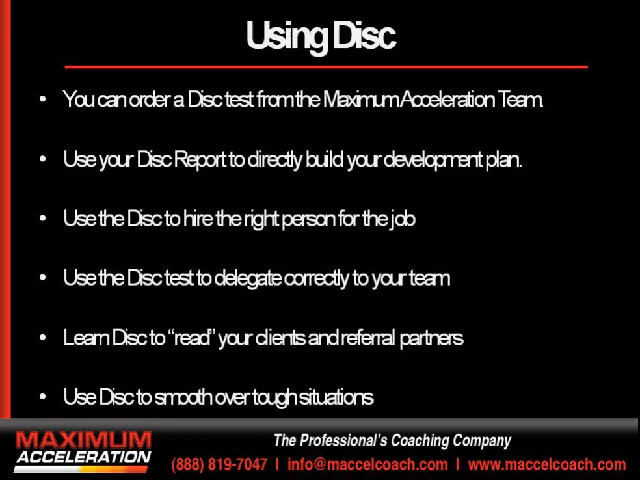 Using Disc
• You can order a Disc test from the Maximum Acceleration Team.
• Use your Disc Report to directly build your development plan.
• Use the Disc to hire the right person for the job
• Use the Disc test to delegate correctly to your team
• Learn Disc to “read” your clients and referral partners
• Use Disc to smooth over tough situations
MAXIMUM
ACCELERATION
The Professional's Coaching Company
(888) 819-7047 | info@maccelcoach.com | www.maccelcoach.com